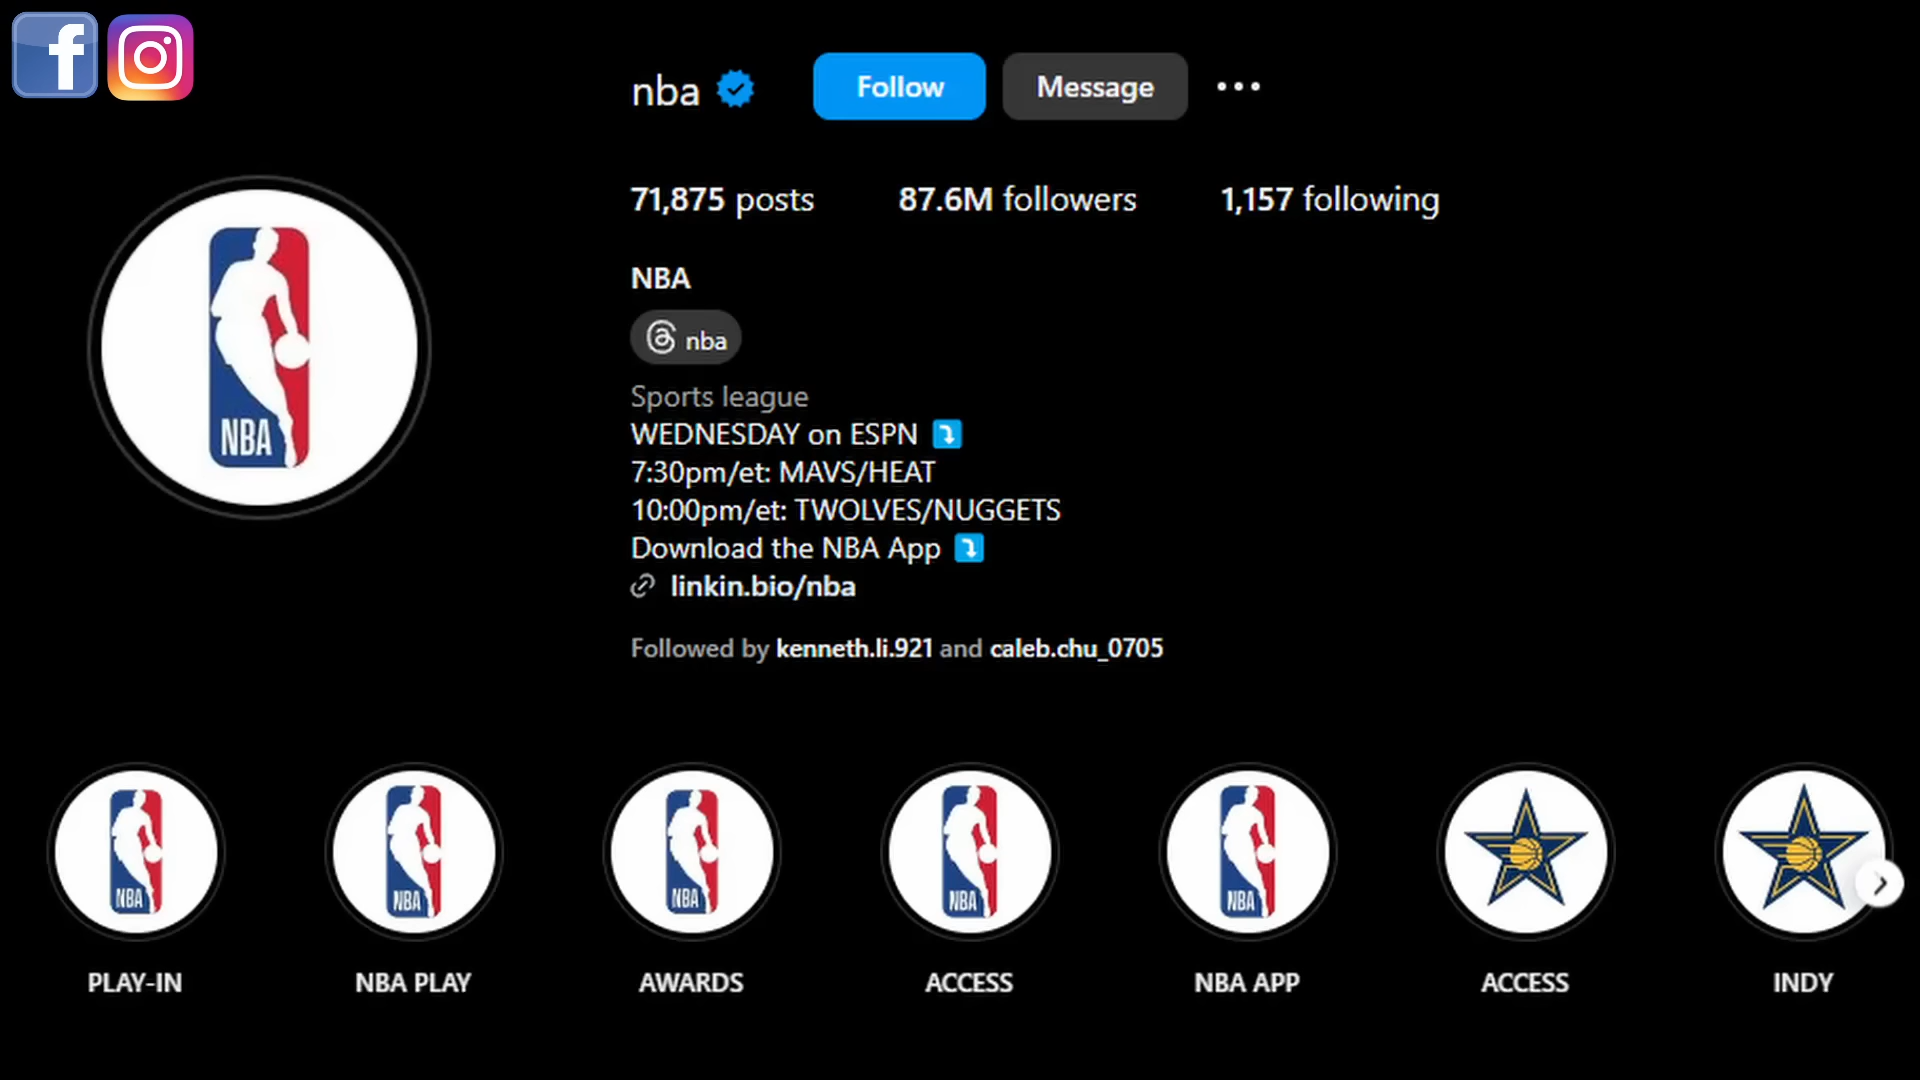 nba Follow Message
71,875 posts 87.6M followers 1,157 following
NBA
nba
Sports league
WEDNESDAY on ESPN
7:30pm/et: MAVS/HEAT
10:00pm/et: TWOLVES/NUGGETS
Download the NBA App
linkin.bio/nba
Followed by kenneth.li.921 and caleb.chu_0705
NBA
NBA NBA NBA NBA NBA
PLAY-IN NBA PLAY AWARDS ACCESS NBA APP ACCESS INDY